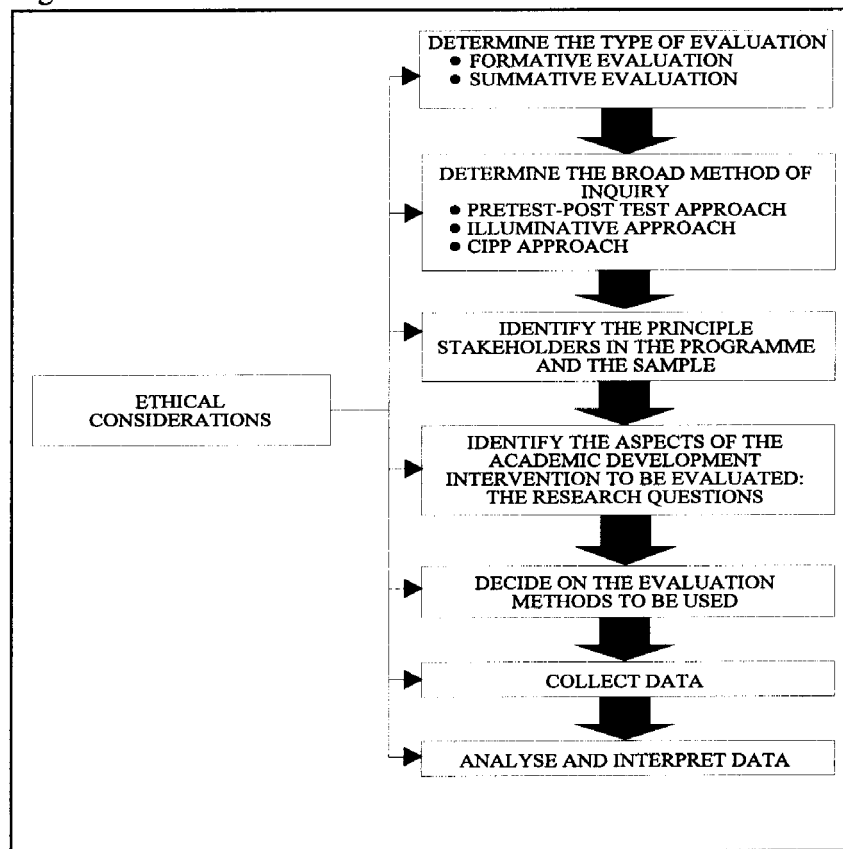 DETERMINE THE TYPE OF EVALUATION
• FORMATIVE EVALUATION
• SUMMATIVE EVALUATION
DETERMINE THE BROAD METHOD OF
INQUIRY
• PRETEST-POST TEST APPROACH
• ILLUMINATIVE APPROACH
• CIPP APPROACH
IDENTIFY THE PRINCIPLE
STAKEHOLDERS IN THE PROGRAMME
AND THE SAMPLE
ETHICAL
CONSIDERATIONS
IDENTIFY THE ASPECTS OF THE
ACADEMIC DEVELOPMENT
INTERVENTION TO BE EVALUATED:
THE RESEARCH QUESTIONS
DECIDE ON THE EVALUATION
METHODS TO BE USED
COLLECT DATA
ANALYSE AND INTERPRET DATA